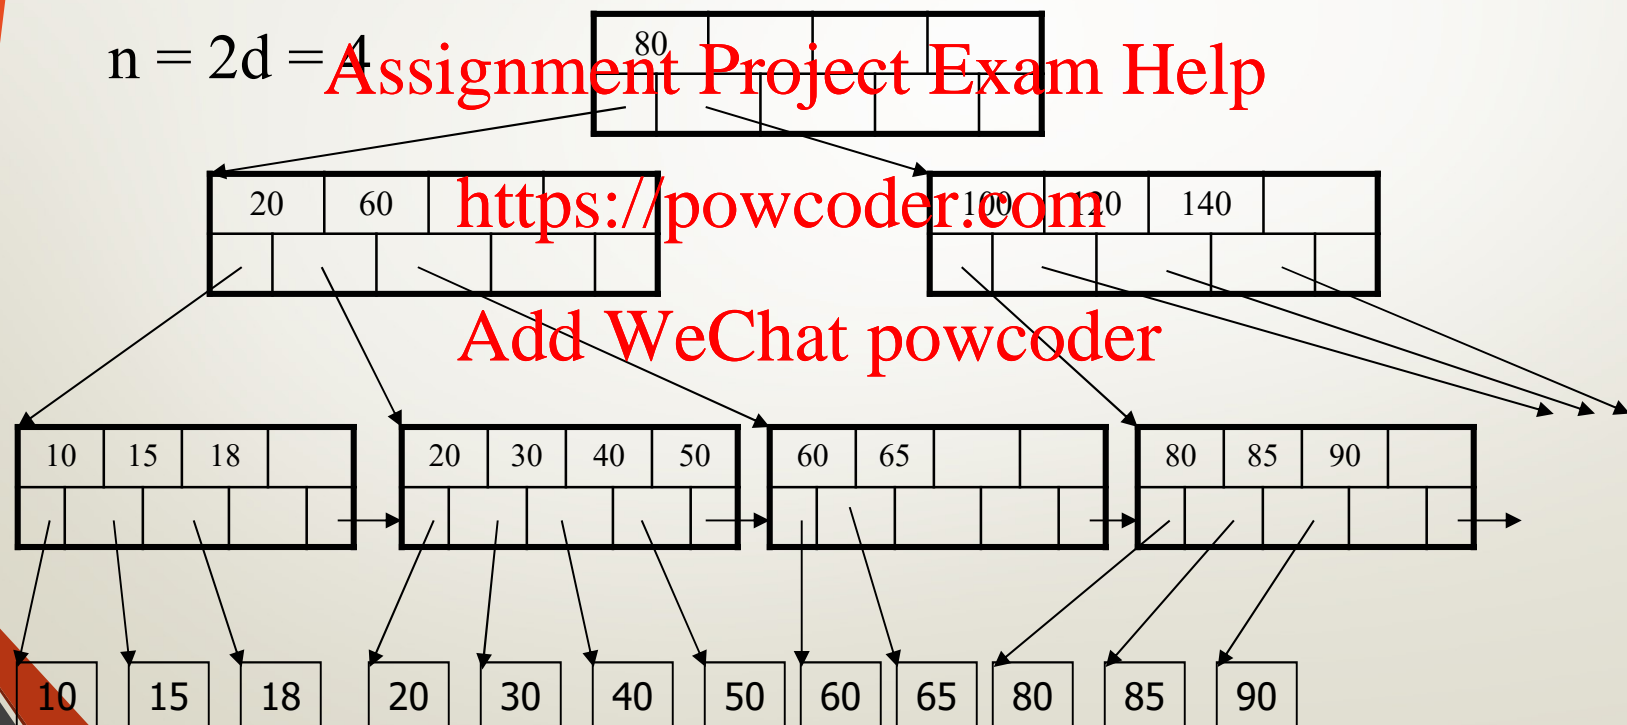 n = 2d = 4
80
Assignment Project Exam Help
20 60
100 120 140
https://powcoder.com
Add WeChat powcoder
10 15 18
20 30 40 50
60 65
80 85 90
10 15 18 20 30 40 50 60 65 80 85 90